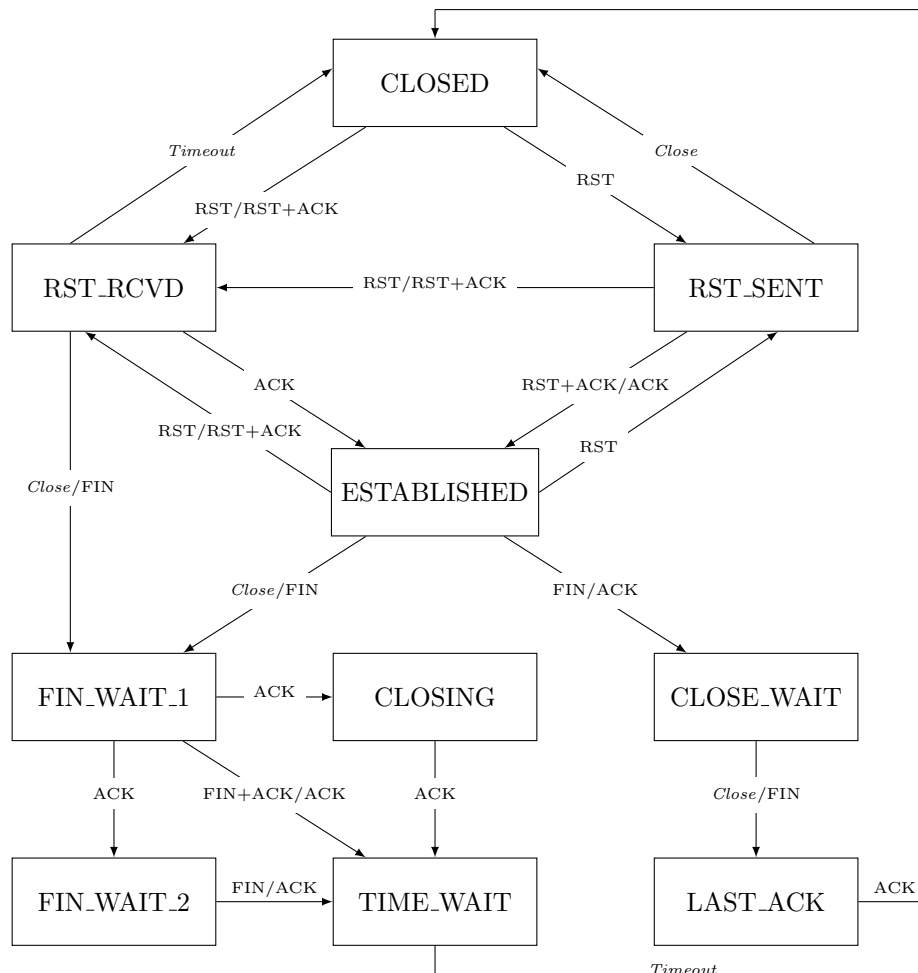 CLOSED
Timeout
Close
RST
RST/RST+ACK
RST_RCVD
RST/RST+ACK
RST_SENT
ACK
RST+ACK/ACK
RST/RST+ACK
RST
Close/FIN
ESTABLISHED
Close/FIN
FIN/ACK
FIN_WAIT_1
ACK
CLOSING
CLOSE_WAIT
ACK
FIN+ACK/ACK
ACK
Close/FIN
FIN_WAIT_2
FIN/ACK
TIME_WAIT
LAST_ACK
ACK
Timeout